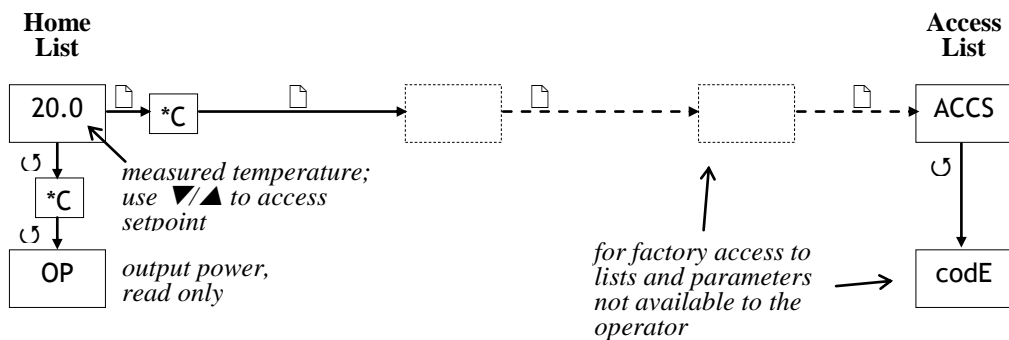 Home
List
Access
List
20.0
*C
ACCS
measured temperature;
use ▼/▲ to access
setpoint
*C
OP
output power,
read only
for factory access to
lists and parameters
not available to the
operator
codE